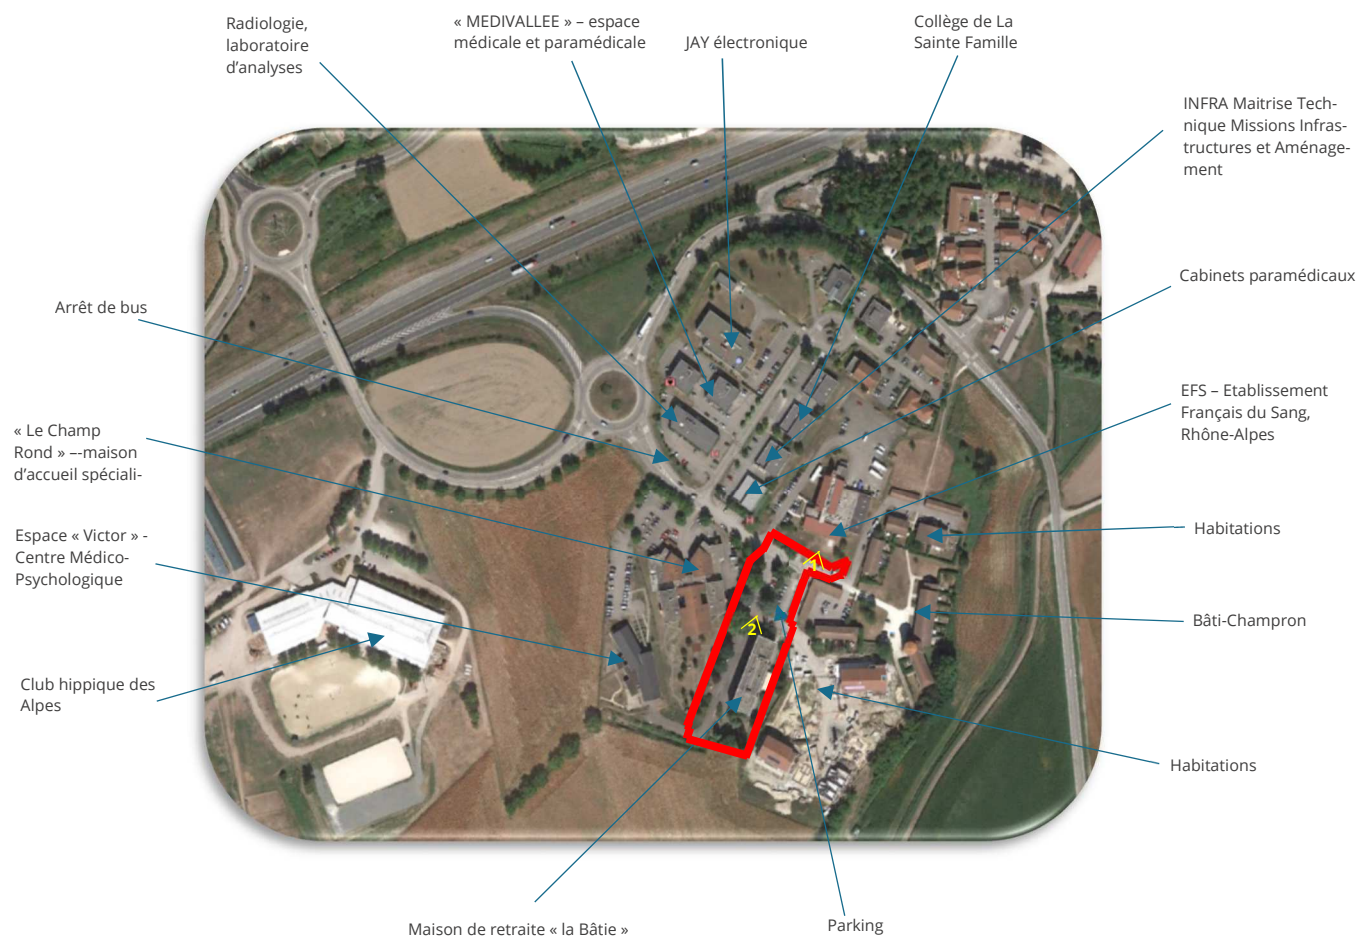 Radiologie,
laboratoire
d’analyses
« MEDIVALLEE » – espace
médicale et paramédicale
JAY électronique
Collège de La
Sainte Famille
INFRA Maitrise Tech-
nique Missions Infras-
tructures et Aménage-
ment
Cabinets paramédicaux
Arrêt de bus
EFS – Etablissement
Français du Sang,
Rhône-Alpes
« Le Champ
Rond » –-maison
d’accueil spéciali-
Habitations
Espace « Victor » -
Centre Médico-
Psychologique
1
2
Bâti-Champron
Club hippique des
Alpes
Habitations
Maison de retraite « la Bâtie »
Parking